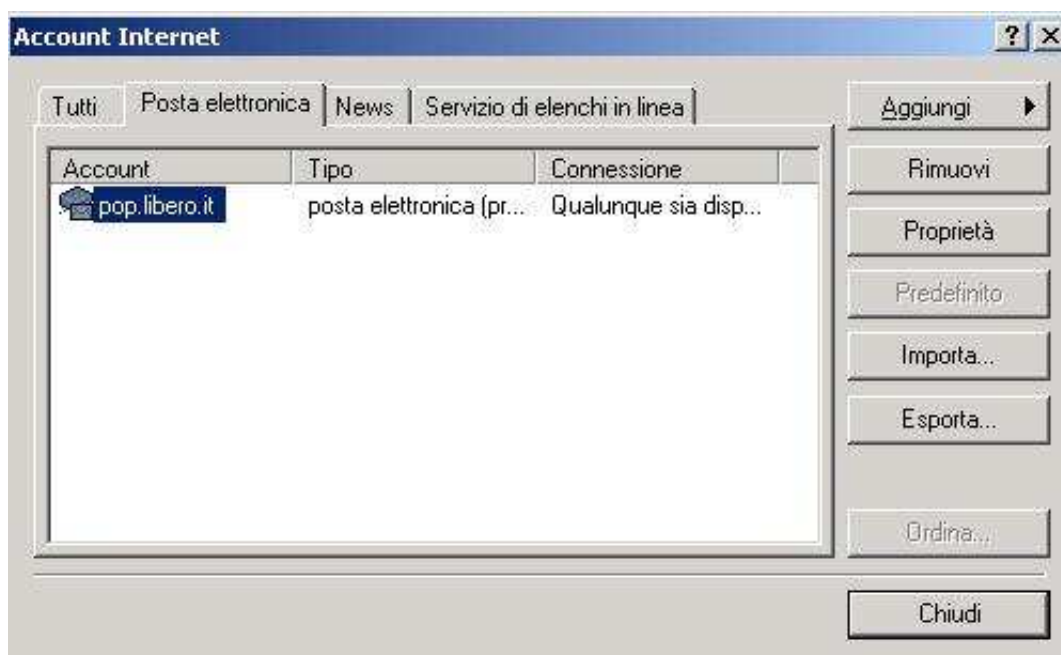 Account Internet
Tutti Posta elettronica News Servizio di elenchi in linea
Account Tipo Connessione
pop.libero.it posta elettronica (pr... Qualunque sia disp...
Aggiungi
Rimuovi
Proprietà
Predefinito
Importa...
Esporta...
Ordina...
Chiudi